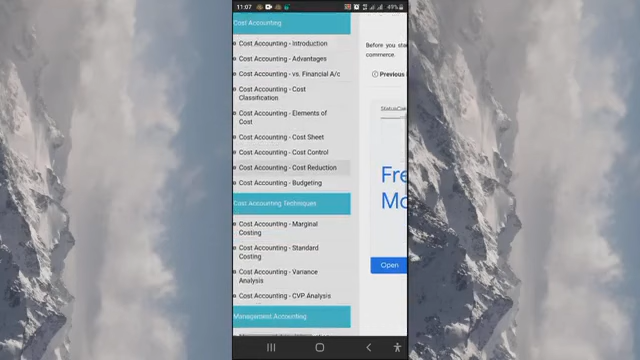 11:07
49%
Cost Accounting
Cost Accounting - Introduction
Cost Accounting - Advantages
Cost Accounting - vs. Financial A/c
Cost Accounting - Cost
Classification
Cost Accounting - Elements of
Cost
Cost Accounting - Cost Sheet
Cost Accounting - Cost Control
Cost Accounting - Cost Reduction
Cost Accounting - Budgeting
Cost Accounting Techniques
Cost Accounting - Marginal
Costing
Cost Accounting - Standard
Costing
Cost Accounting - Variance
Analysis
Cost Accounting - CVP Analysis
Management Accounting
Before you sta
commerce.
Previous
Fre
Mo
Open